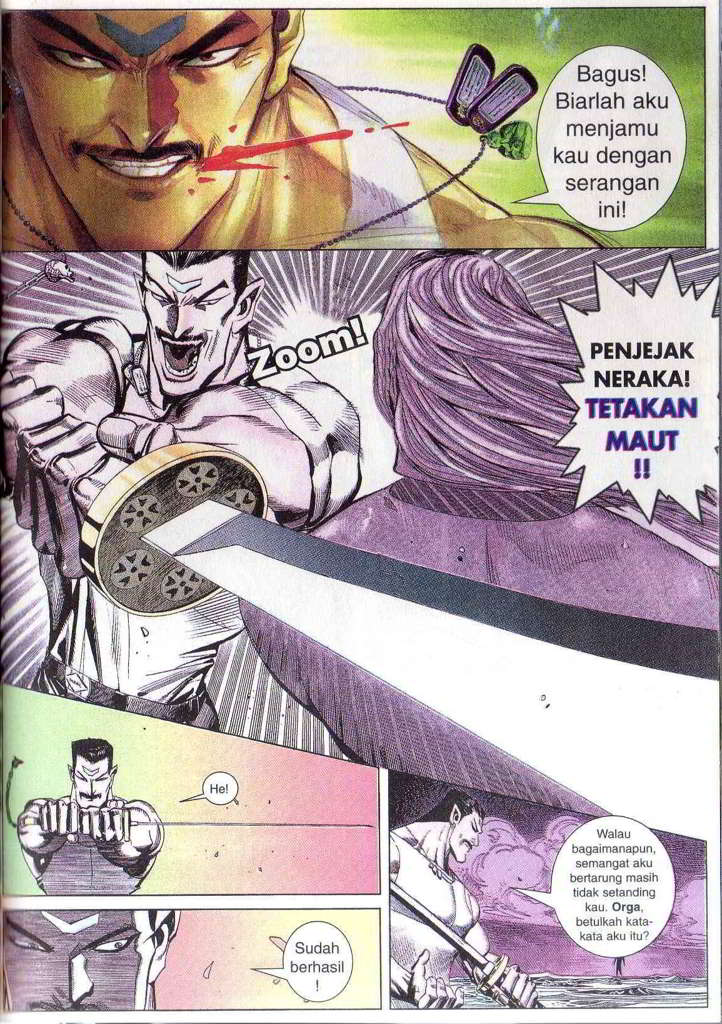 Bagus!
Biarlah aku
menjamu
kau dengan
serangan
ini!
Zoom!
PENJEJAK
NERAKA!
TETAKAN
MAUT
!!
He!
Sudah
berhasil
!
Walau
bagaimanapun,
semangat aku
bertarung masih
tidak setanding
kau. Orga,
betulkah kata-
kata aku itu?